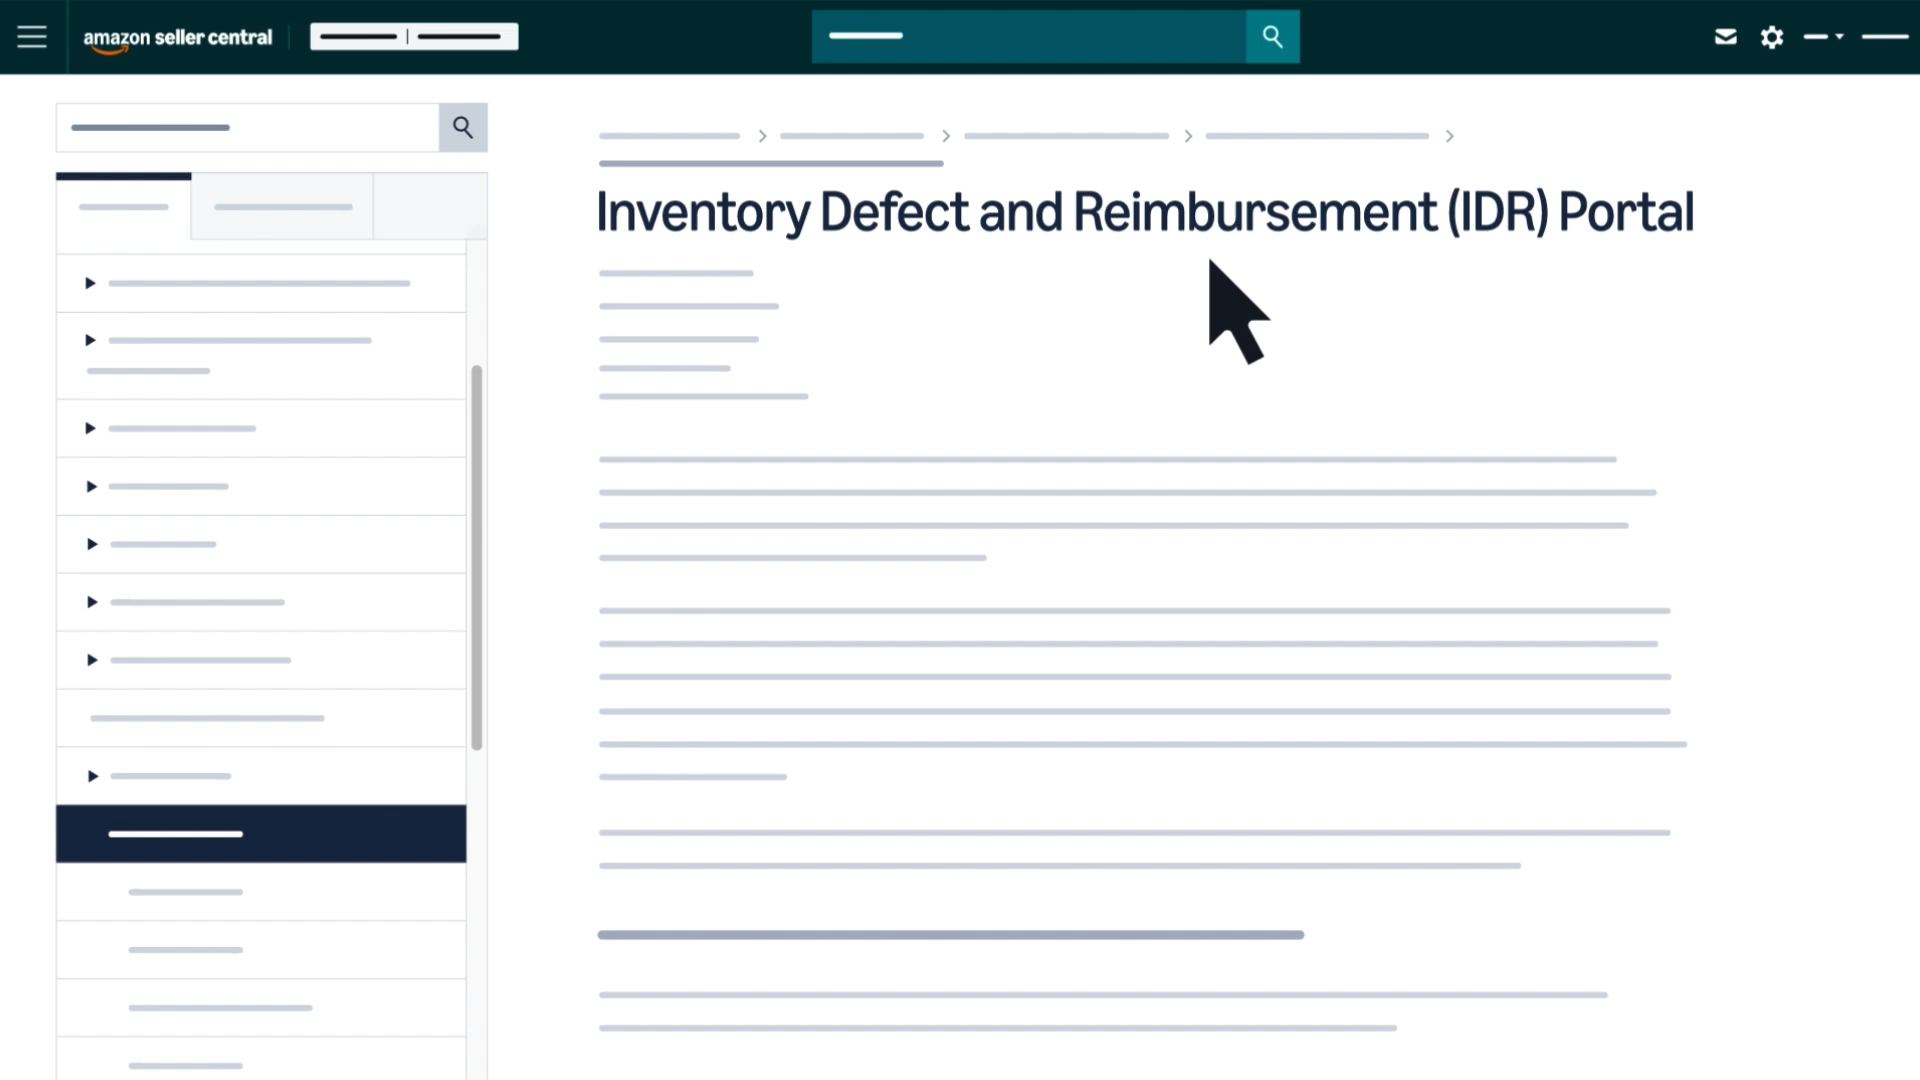 amazon seller central
Inventory Defect and Reimbursement (IDR) Portal